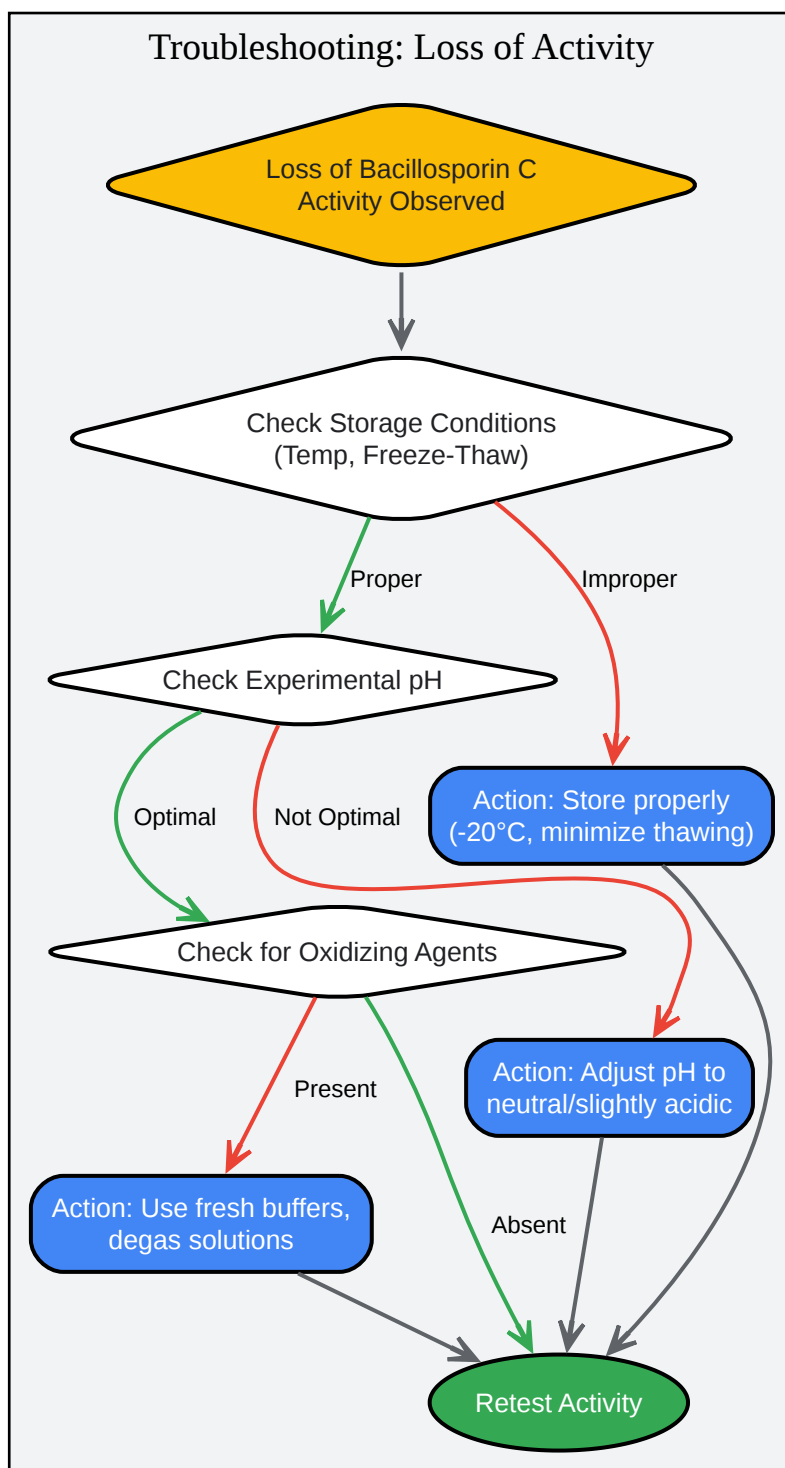 Troubleshooting: Loss of Activity
Loss of Bacillosporin C
Activity Observed
Check Storage Conditions
(Temp, Freeze-Thaw)
Proper
Improper
Check Experimental pH
Action: Store properly
(-20°C, minimize thawing)
Optimal
Not Optimal
Check for Oxidizing Agents
Action: Adjust pH to
neutral/slightly acidic
Present
Action: Use fresh buffers,
degas solutions
Absent
Retest Activity